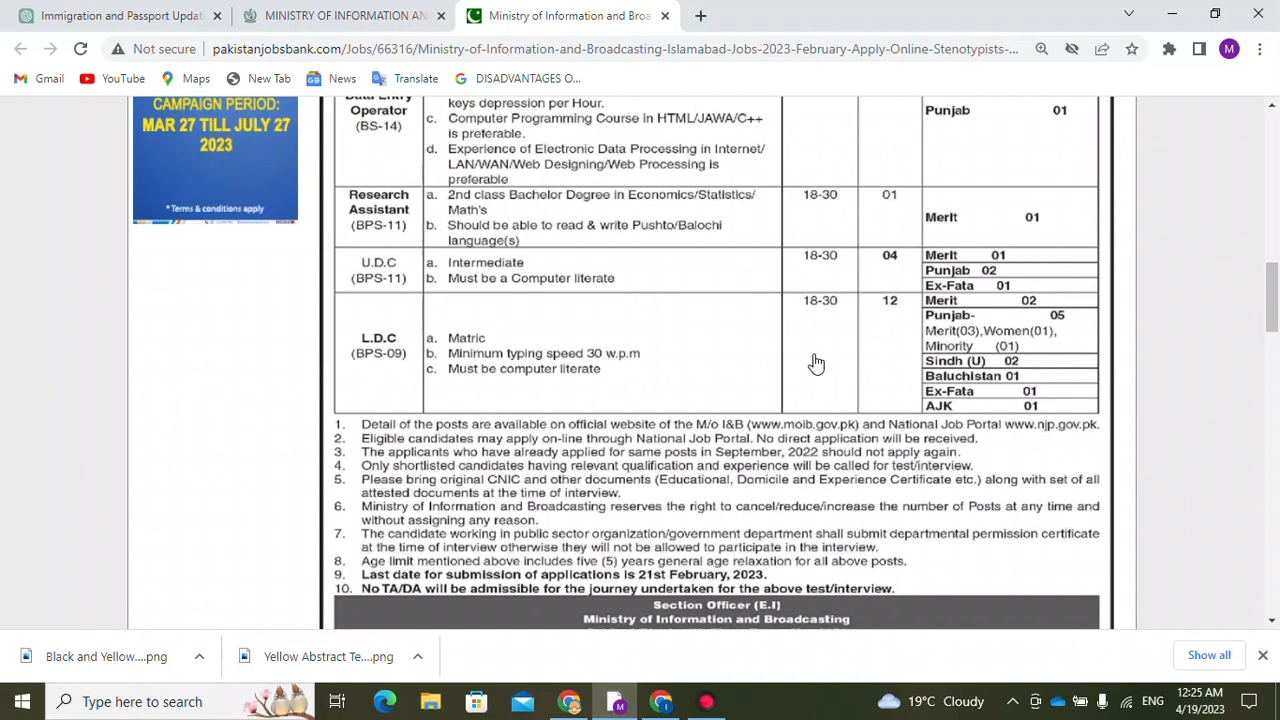 Immigration and Passport Updat
MINISTRY OF INFORMATION AN
Ministry of Information and Broa
Not secure
pakistanjobsbank.com/Jobs/66316/Ministry-of-Information-and-Broadcasting-Islamabad-Jobs-2023-February-Apply-Online-Stenotypists-...
M
Gmail
YouTube
Maps
New Tab
News
Translate
DISADVANTAGES O...
CAMPAIGN PERIOD:
MAR 27 TILL JULY 27
2023
* Terms & conditions apply
Data Entry
Operator
(BS-14)
keys depression per Hour.
c. Computer Programming Course in HTML/JAWA/C++
is preferable.
d. Experience of Electronic Data Processing in Internet/
LAN/WAN/Web Designing/Web Processing is
preferable
Punjab 01
Research
Assistant
(BPS-11)
a. 2nd class Bachelor Degree in Economics/Statistics/
Math's
b. Should be able to read & write Pushto/Balochi
language(s)
18-30
01
Merit 01
U.D.C
(BPS-11)
a. Intermediate
b. Must be a Computer literate
18-30
04
Merit 01
Punjab 02
Ex-Fata 01
L.D.C
(BPS-09)
a. Matric
b. Minimum typing speed 30 w.p.m
c. Must be computer literate
18-30
12
Merit 02
Punjab- 05
Merit(03),Women(01),
Minority (01)
Sindh (U) 02
Baluchistan 01
Ex-Fata 01
AJK 01
1. Detail of the posts are available on official website of the M/o I&B (www.moib.gov.pk) and National Job Portal www.njp.gov.pk.
2. Eligible candidates may apply on-line through National Job Portal. No direct application will be received.
3. The applicants who have already applied for same posts in September, 2022 should not apply again.
4. Only shortlisted candidates having relevant qualification and experience will be called for test/interview.
5. Please bring original CNIC and other documents (Educational, Domicile and Experience Certificate etc.) along with set of all
attested documents at the time of interview.
6. Ministry of Information and Broadcasting reserves the right to cancel/reduce/increase the number of Posts at any time and
without assigning any reason.
7. The candidate working in public sector organization/government department shall submit departmental permission certificate
at the time of interview otherwise they will not be allowed to participate in the interview.
8. Age limit mentioned above includes five (5) years general age relaxation for all above posts.
9. Last date for submission of applications is 21st February, 2023.
10. No TA/DA will be admissible for the journey undertaken for the above test/interview.
Section Officer (E.I)
Ministry of Information and Broadcasting
Black and Yellow....png
Yellow Abstract Te....png
Show all
Type here to search
19°C Cloudy
ENG
12:25 AM
4/19/2023